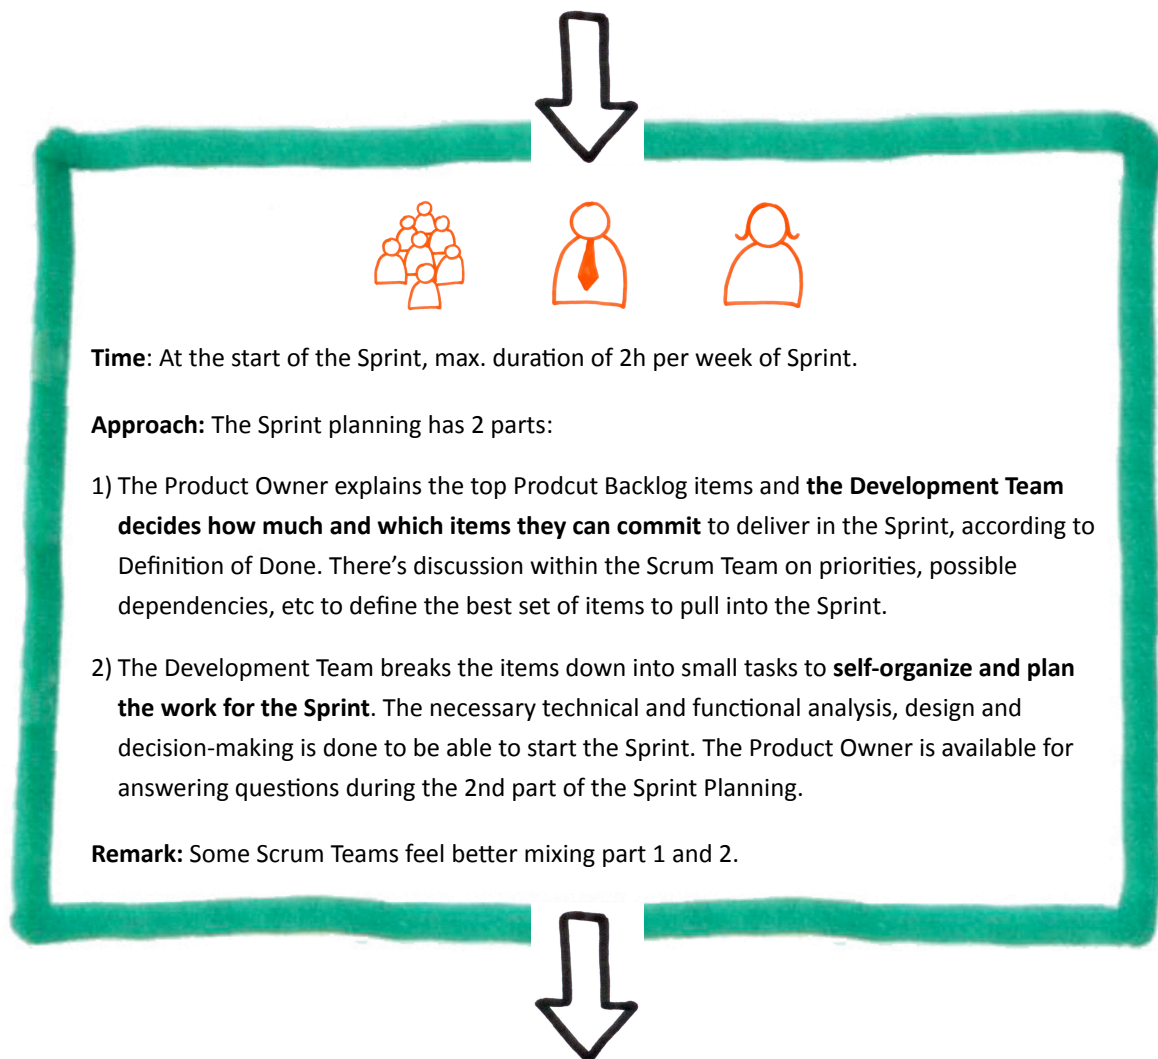 Time: At the start of the Sprint, max. duration of 2h per week of Sprint.
Approach: The Sprint planning has 2 parts:
1) The Product Owner explains the top Prodcut Backlog items and the Development Team
decides how much and which items they can commit to deliver in the Sprint, according to
Definition of Done. There’s discussion within the Scrum Team on priorities, possible
dependencies, etc to define the best set of items to pull into the Sprint.
2) The Development Team breaks the items down into small tasks to self-organize and plan
the work for the Sprint. The necessary technical and functional analysis, design and
decision-making is done to be able to start the Sprint. The Product Owner is available for
answering questions during the 2nd part of the Sprint Planning.
Remark: Some Scrum Teams feel better mixing part 1 and 2.